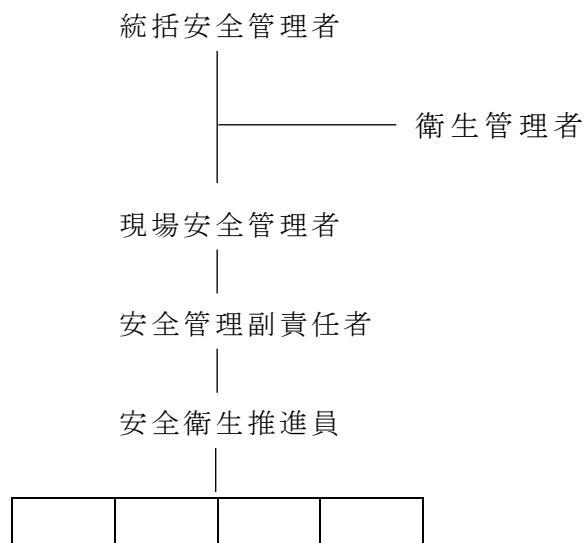 統括安全管理者
衛生管理者
現場安全管理者
安全管理副責任者
安全衛生推進員